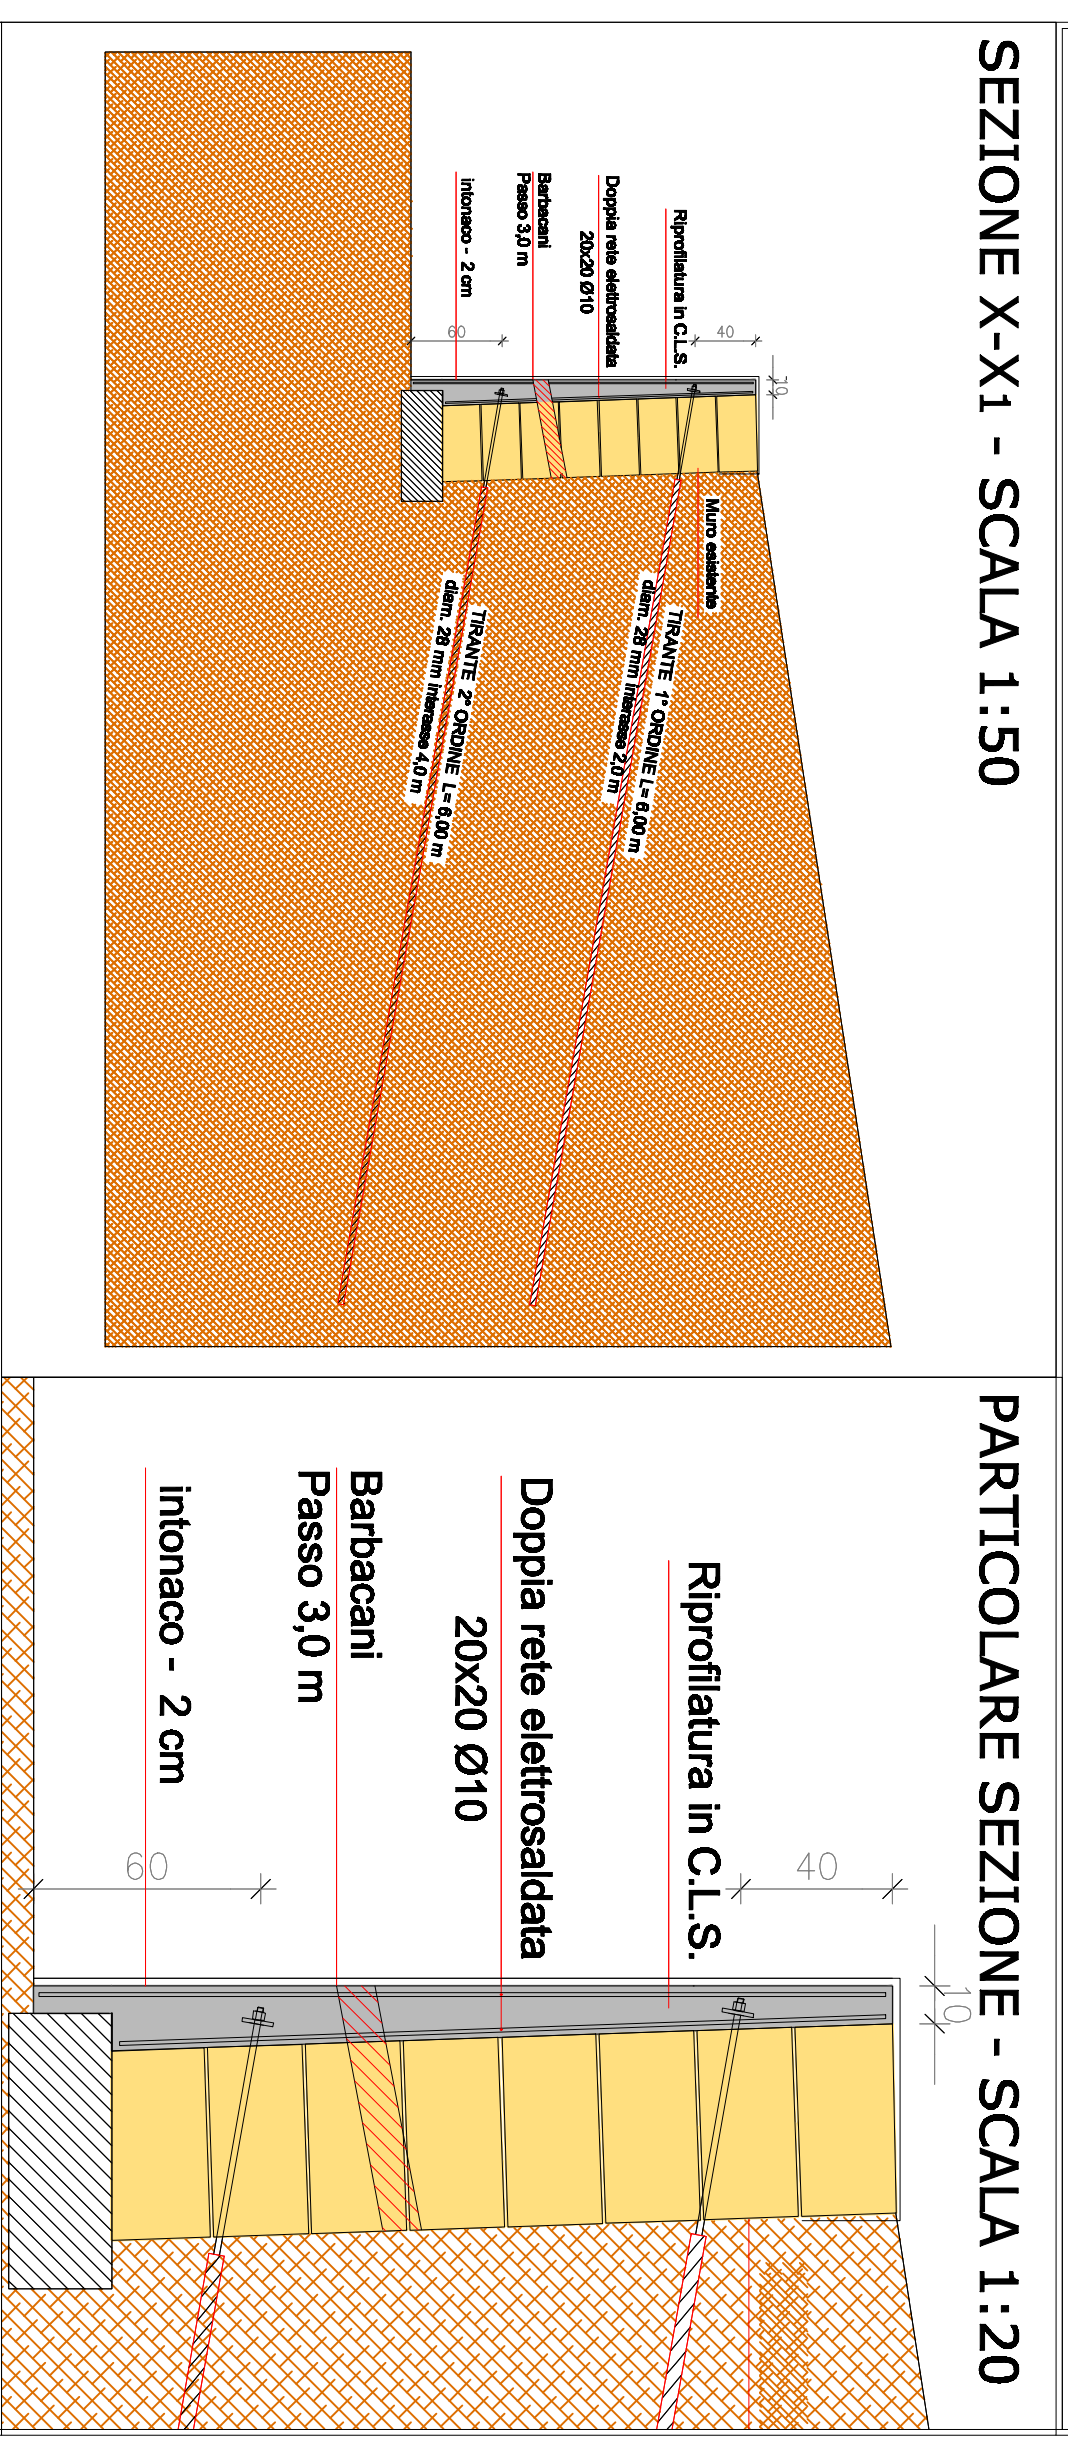 SEZIONE X-X1 - SCALA 1:50
40
10
Riprofilatura in C.L.S.
Doppia rete elettrosaldata
20x20 Ø10
Barbacani
Passo 3,0 m
60
intonaco - 2 cm
Muro esistente
TIRANTE 1° ORDINE L= 6,00 m
diam. 28 mm interasse 2,0 m
TIRANTE 2° ORDINE L= 6,00 m
diam. 28 mm interasse 4,0 m
PARTICOLARE SEZIONE - SCALA 1:20
40
10
Riprofilatura in C.L.S.
Doppia rete elettrosaldata
20x20 Ø10
Barbacani
Passo 3,0 m
60
intonaco - 2 cm